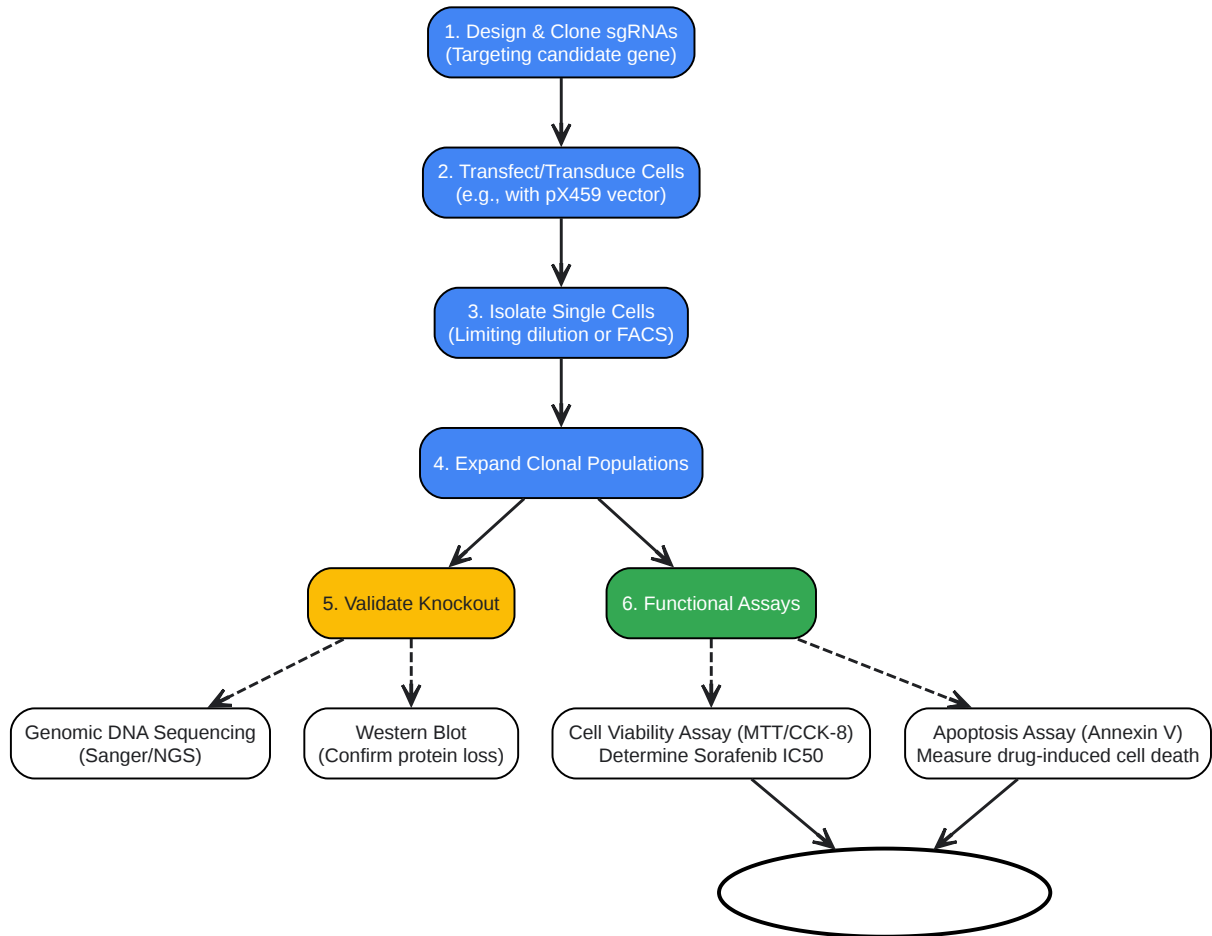 1. Design & Clone sgRNAs
(Targeting candidate gene)
2. Transfect/Transduce Cells
(e.g., with pX459 vector)
3. Isolate Single Cells
(Limiting dilution or FACS)
4. Expand Clonal Populations
5. Validate Knockout
6. Functional Assays
Genomic DNA Sequencing
(Sanger/NGS)
Western Blot
(Confirm protein loss)
Cell Viability Assay (MTT/CCK-8)
Determine Sorafenib IC50
Apoptosis Assay (Annexin V)
Measure drug-induced cell death